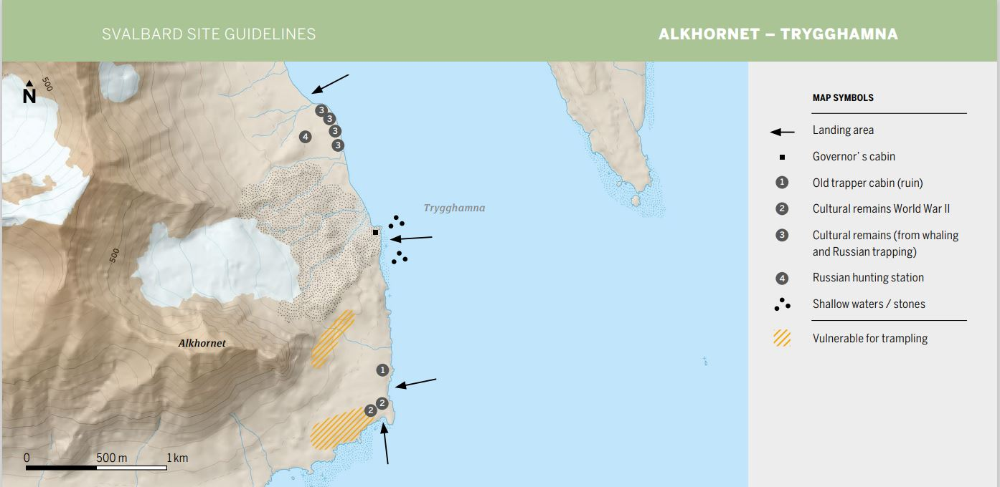 SVALBARD SITE GUIDELINES
ALKHORNET – TRYGGHAMNA
500
N
3
3
3
4
3
Trygghamna
500
Alkhornet
1
2
2
0 500 m 1 km
MAP SYMBOLS
Landing area
Governor' s cabin
1 Old trapper cabin (ruin)
2 Cultural remains World War II
3 Cultural remains (from whaling
and Russian trapping)
4 Russian hunting station
Shallow waters / stones
Vulnerable for trampling